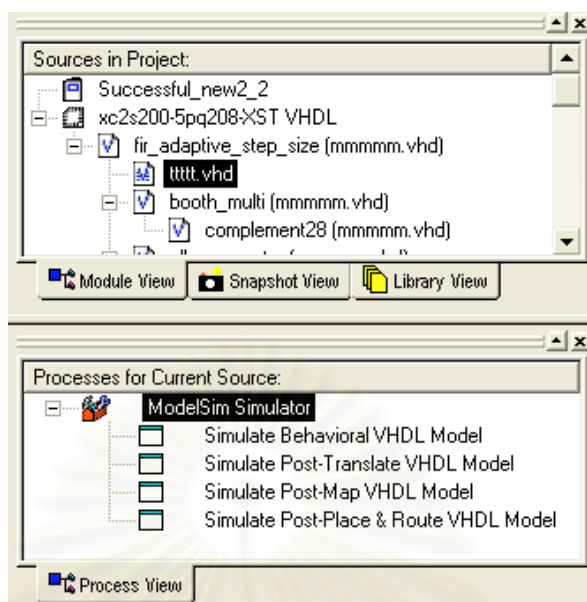 Sources in Project:
Successful_new2_2
xc2s200-5pq208-XST VHDL
fir_adaptive_step_size (mmmmm.vhd)
ttttt.vhd
booth_multi (mmmmm.vhd)
complement28 (mmmmm.vhd)
Module View Snapshot View Library View
Processes for Current Source:
ModelSim Simulator
Simulate Behavioral VHDL Model
Simulate Post-Translate VHDL Model
Simulate Post-Map VHDL Model
Simulate Post-Place & Route VHDL Model
Process View